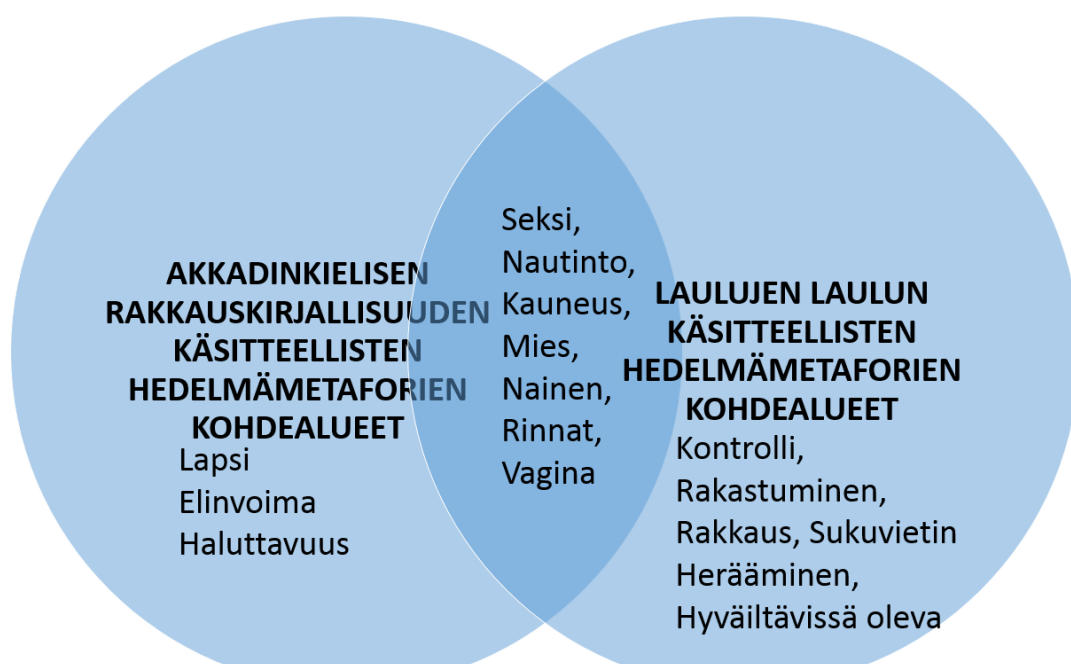 AKKADINKIELISEN
RAKKAUSKIRJALLISUUDEN
KÄSITTEELLISTEN
HEDELMÄMETAFORIEN
KOHDEALUEET
Lapsi
Elinvoima
Haluttavuus
Seksi,
Nautinto,
Kauneus,
Mies,
Nainen,
Rinnat,
Vagina
LAULUJEN LAULUN
KÄSITTEELLISTEN
HEDELMÄMETAFORIEN
KOHDEALUEET
Kontrolli,
Rakastuminen,
Rakkaus, Sukuvietin
Herääminen,
Hyväiltävissä oleva